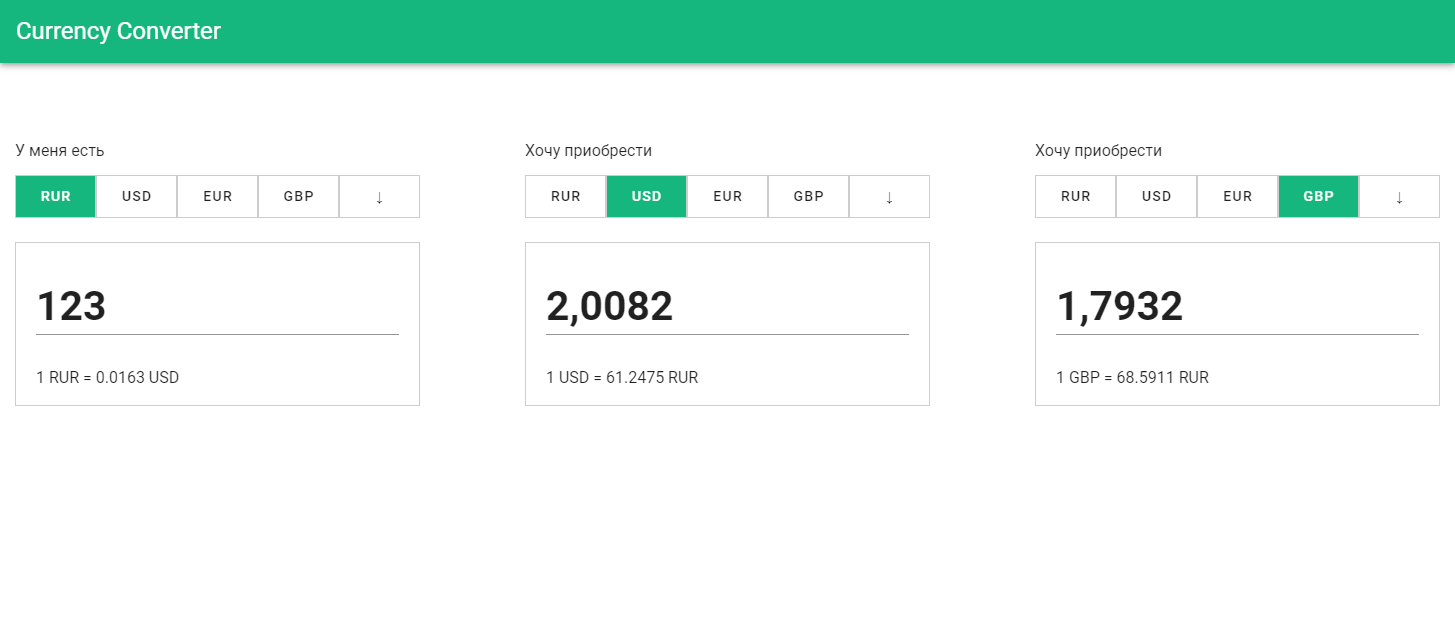 Currency Converter
У меня есть
RUR USD EUR GBP ↓
123
1 RUR = 0.0163 USD
Хочу приобрести
RUR USD EUR GBP ↓
2,0082
1 USD = 61.2475 RUR
Хочу приобрести
RUR USD EUR GBP ↓
1,7932
1 GBP = 68.5911 RUR